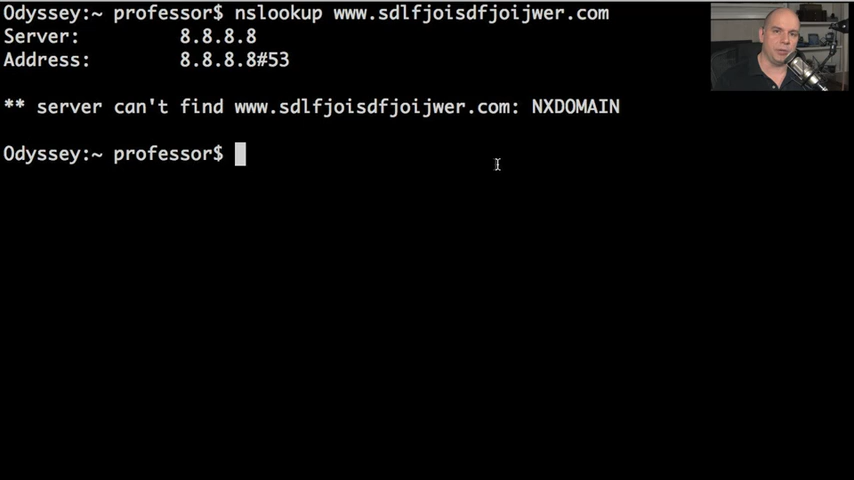 Odyssey:~ professor$ nslookup www.sdlfjoisdfjoijwer.com
Server: 8.8.8.8
Address: 8.8.8.8#53
** server can't find www.sdlfjoisdfjoijwer.com: NXDOMAIN
Odyssey:~ professor$